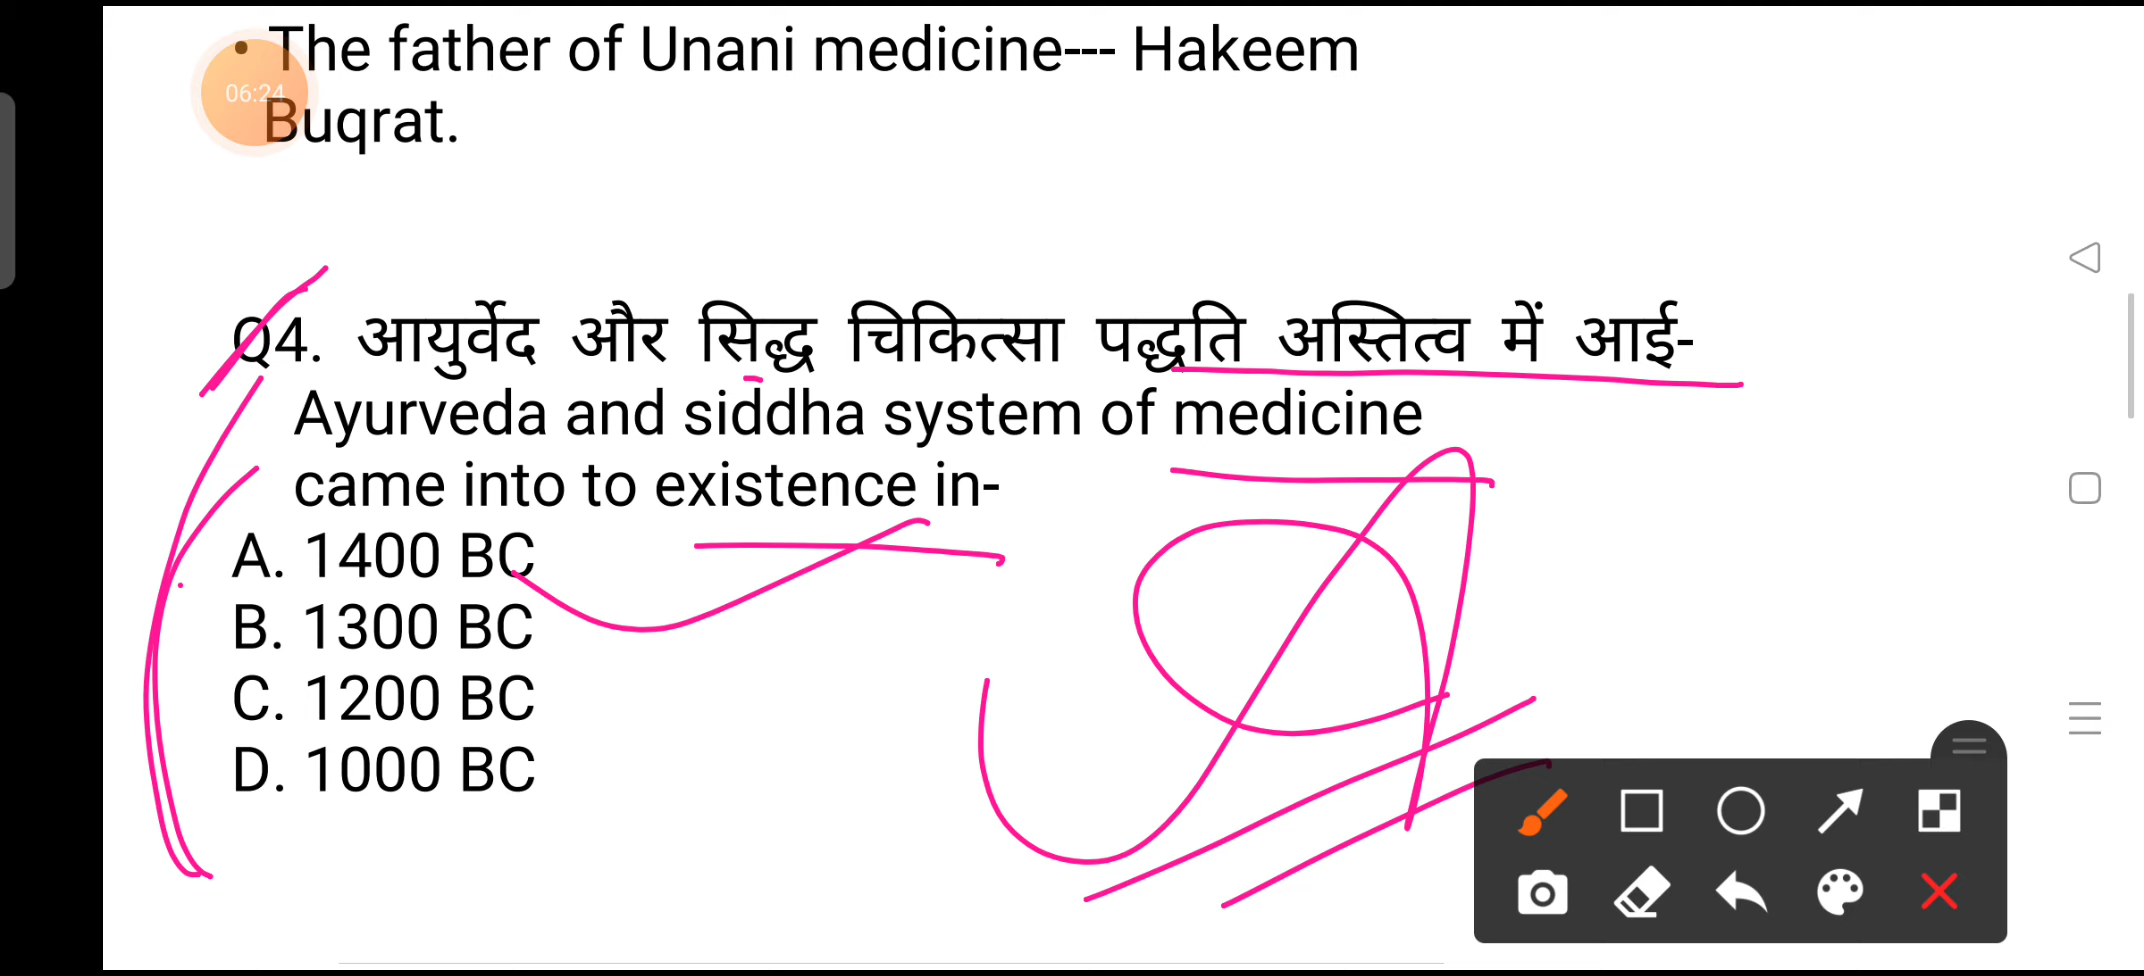 • The father of Unani medicine--- Hakeem
06:24
Buqrat.
Q4. आयुर्वेद और सिद्ध चिकित्सा पद्धति अस्तित्व में आई-
Ayurveda and siddha system of medicine
came into to existence in-
A. 1400 BC
B. 1300 BC
C. 1200 BC
D. 1000 BC